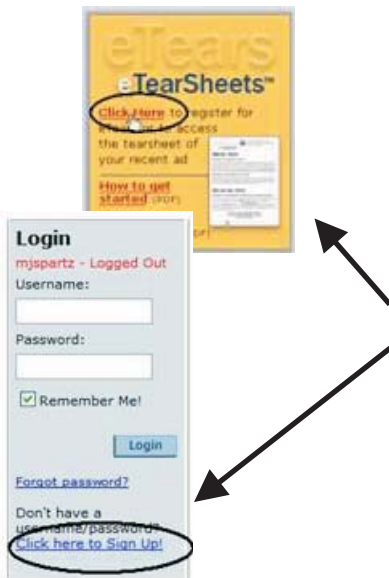 eTears
eTearSheets™
Click Here to register for
to access
the tearsheet of
your recent ad
How to get
started (PDF)
Login
mjspartz - Logged Out
Username:
Password:
Remember Me!
Login
Forgot password?
Don't have a
username/password?
Click here to Sign Up!